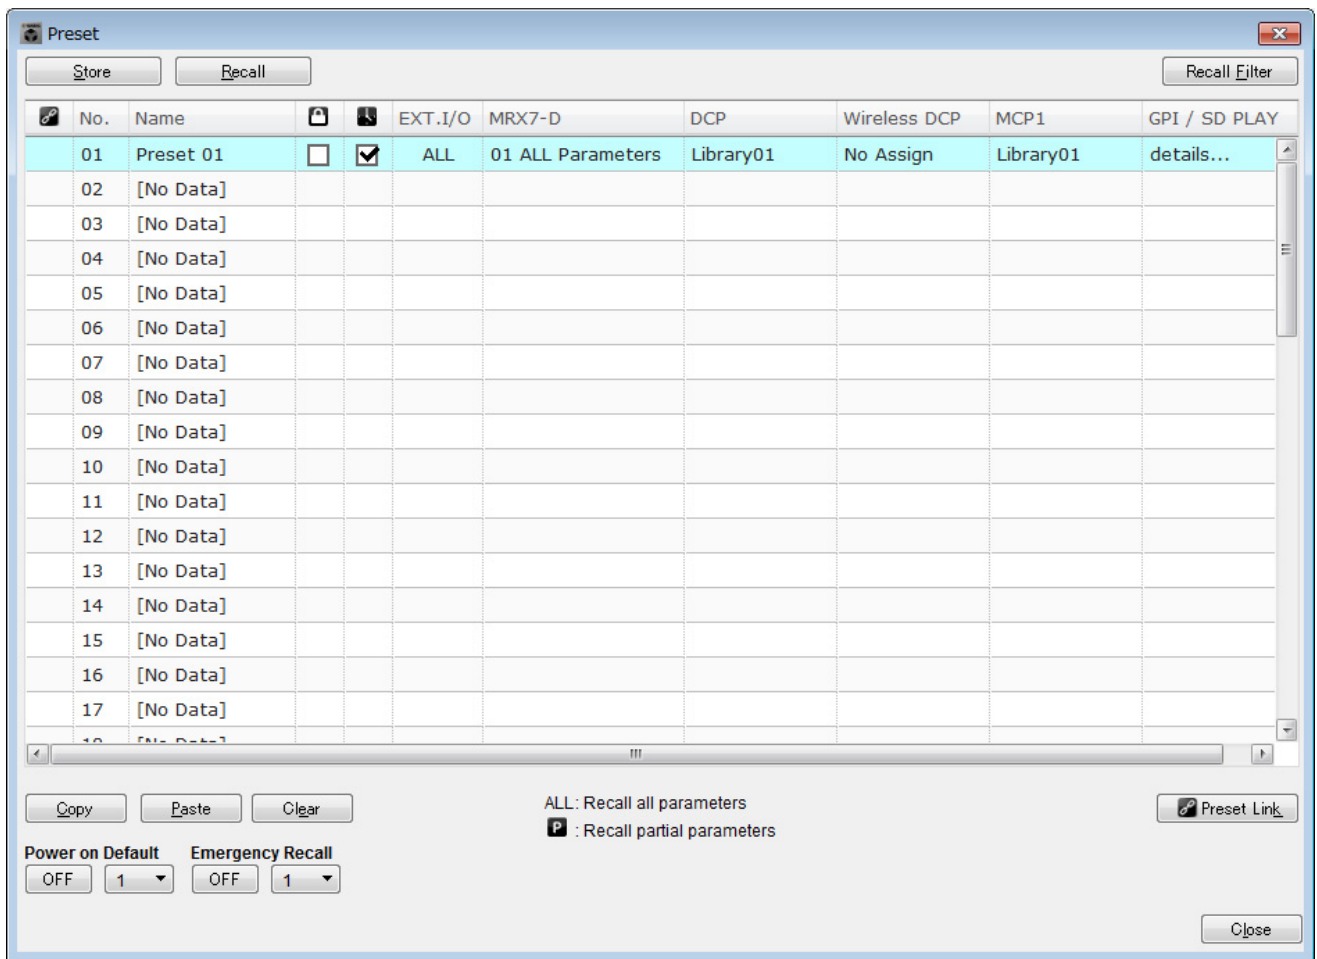 Preset
Store Recall Recall Filter
No. Name EXT.I/O MRX7-D DCP Wireless DCP MCP1 GPI / SD PLAY
01 Preset 01 ALL 01 ALL Parameters Library01 No Assign Library01 details...
02 [No Data]
03 [No Data]
04 [No Data]
05 [No Data]
06 [No Data]
07 [No Data]
08 [No Data]
09 [No Data]
10 [No Data]
11 [No Data]
12 [No Data]
13 [No Data]
14 [No Data]
15 [No Data]
16 [No Data]
17 [No Data]
Copy Paste Clear ALL: Recall all parameters Preset Link
P : Recall partial parameters
Power on Default Emergency Recall
OFF 1 OFF 1
Close